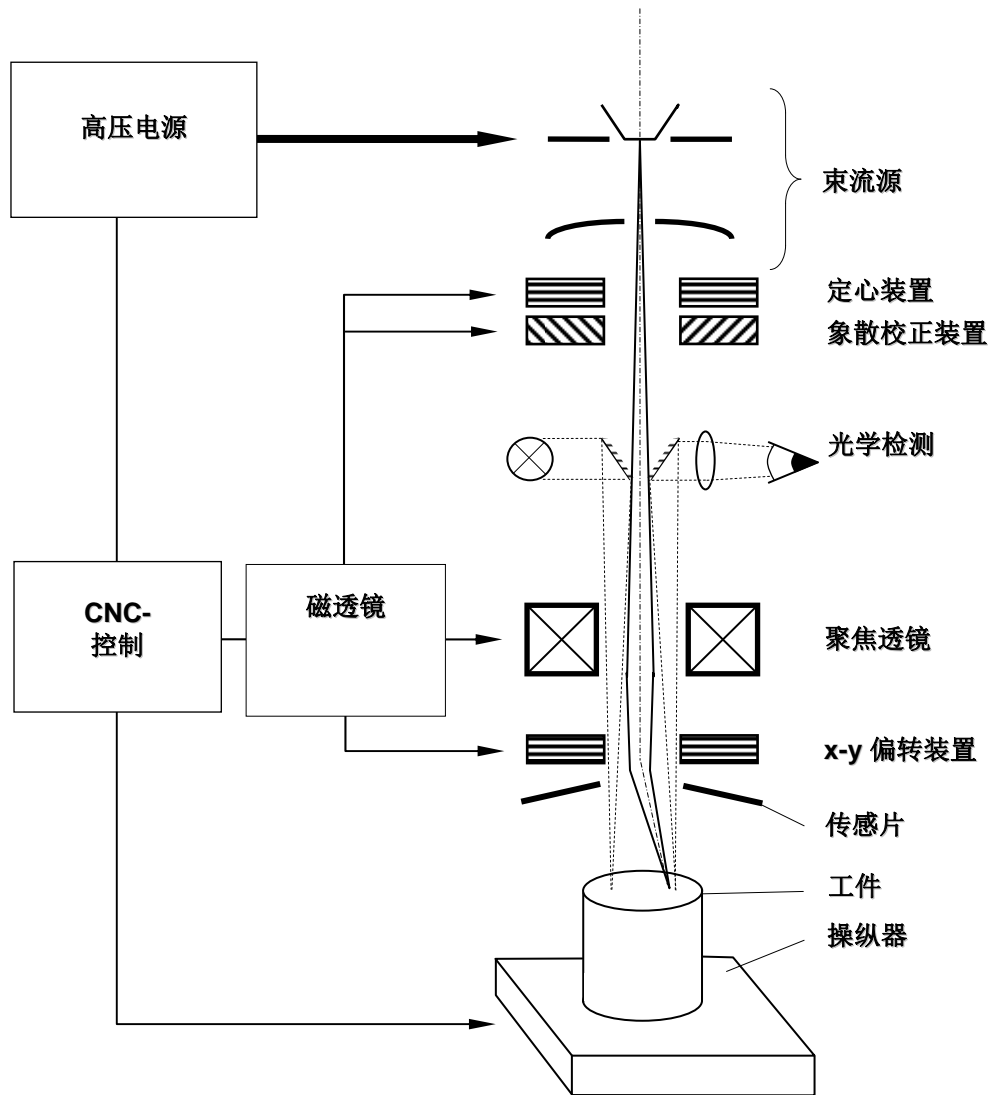 高压电源
束流源
定心装置
象散校正装置
光学检测
CNC-
控制
磁透镜
聚焦透镜
x-y 偏转装置
传感片
工件
操纵器